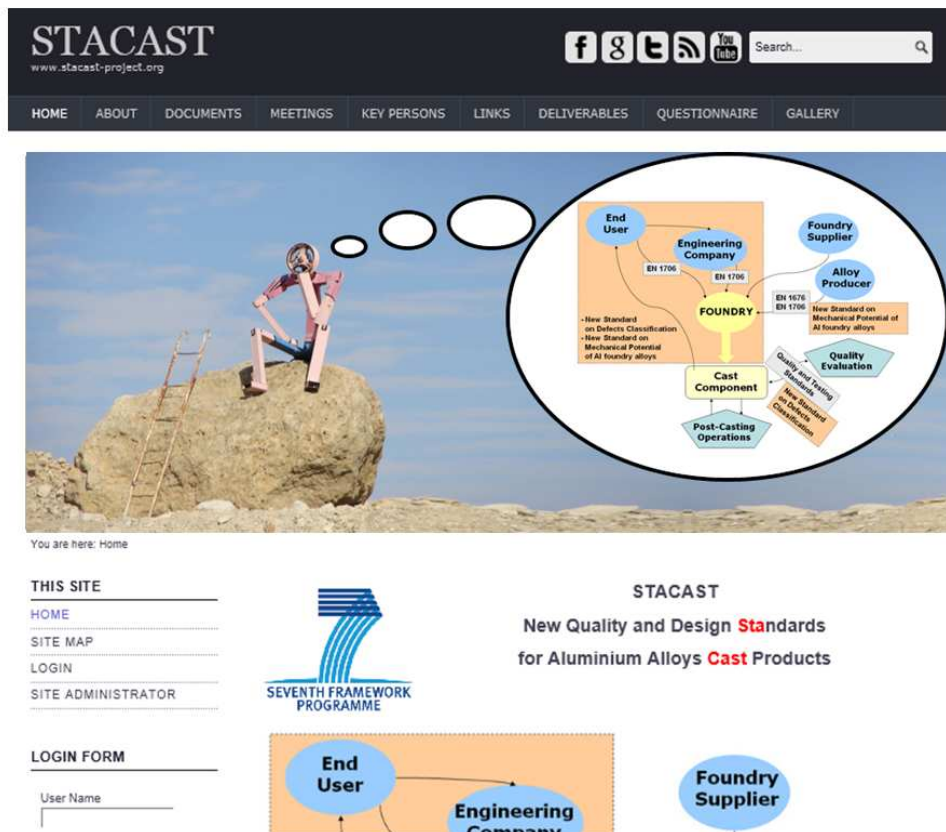 STACAST
www.stacast-project.org
f g t You Tube Search...
HOME ABOUT DOCUMENTS MEETINGS KEY PERSONS LINKS DELIVERABLES QUESTIONNAIRE GALLERY
End
User
Engineering
Company
Foundry
Supplier
EN 1706
EN 1706
Alloy
Producer
FOUNDRY
EN 1676
EN 1706
New Standard on
Mechanical Potential of
Al foundry alloys
- New Standard
on Defects Classification
- New Standard on
Mechanical Potential
of Al foundry alloys
Quality
Evaluation
Cast
Component
Quality and Testing
Standards
New Standard
on Defects
Classification
Post-Casting
Operations
You are here: Home
THIS SITE
HOME
SITE MAP
LOGIN
SITE ADMINISTRATOR
SEVENTH FRAMEWORK
PROGRAMME
STACAST
New Quality and Design Standards
for Aluminium Alloys Cast Products
LOGIN FORM
User Name
End
User
Engineering
Company
Foundry
Supplier